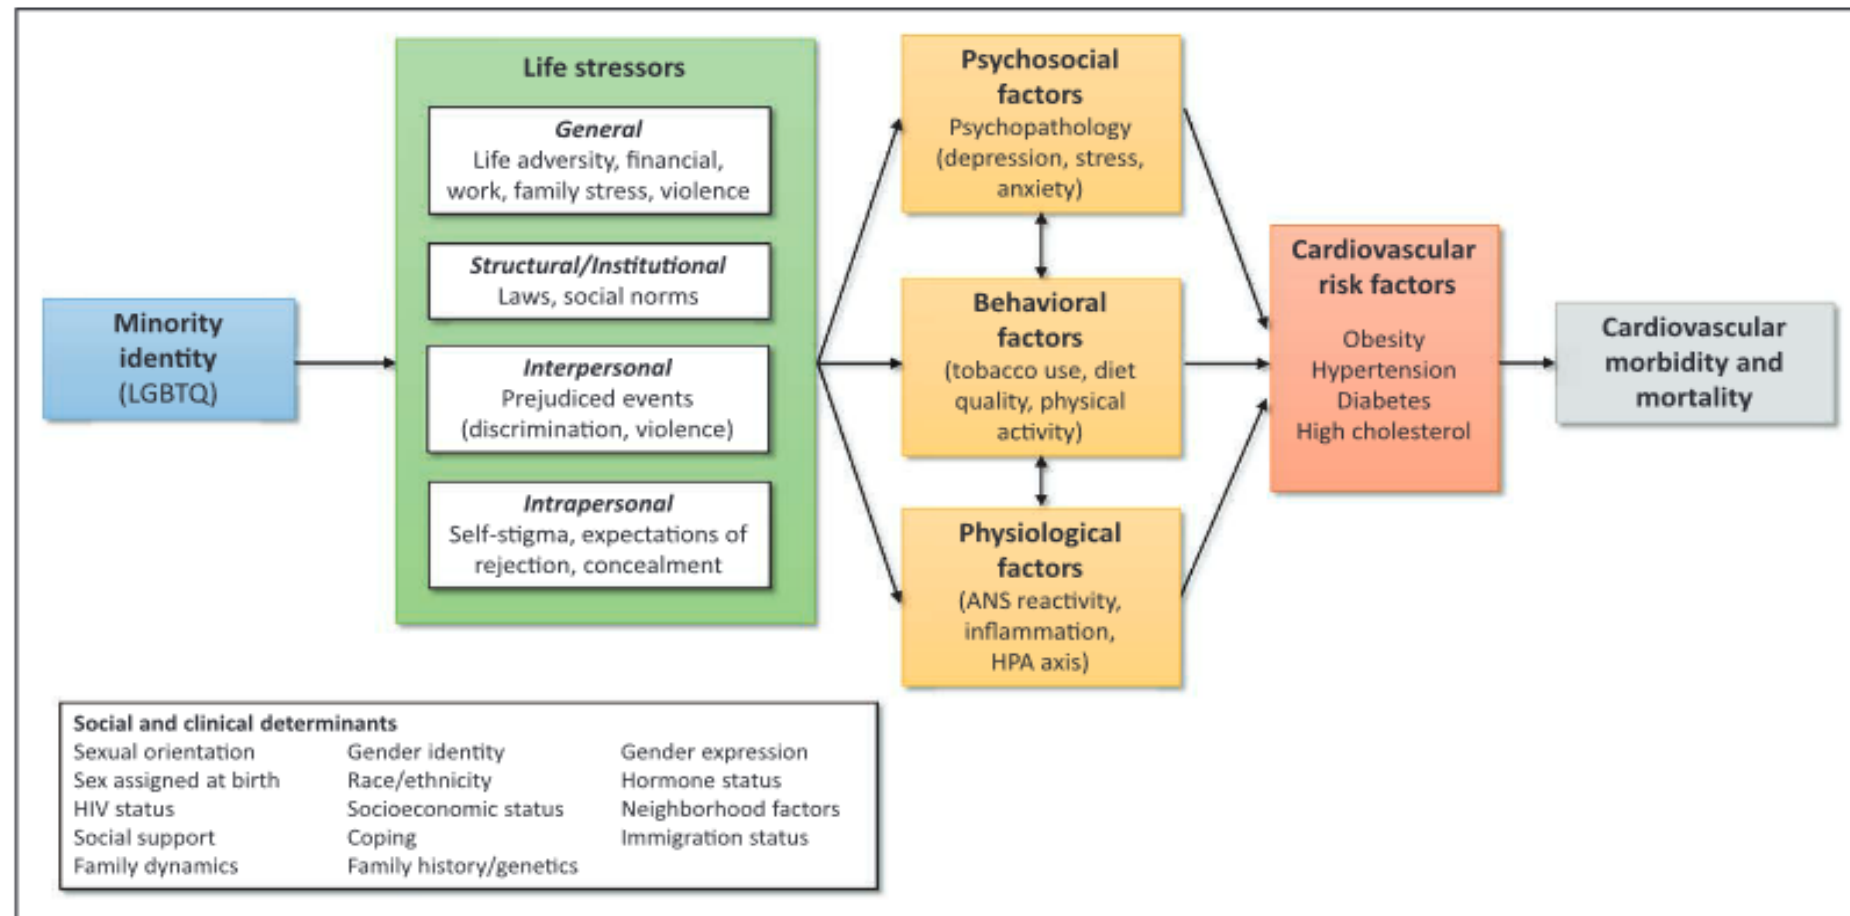 Minority
identity
(LGBTQ)
Life stressors
General
Life adversity, financial,
work, family stress, violence
Structural/Institutional
Laws, social norms
Interpersonal
Prejudiced events
(discrimination, violence)
Intrapersonal
Self-stigma, expectations of
rejection, concealment
Psychosocial
factors
Psychopathology
(depression, stress,
anxiety)
Behavioral
factors
(tobacco use, diet
quality, physical
activity)
Physiological
factors
(ANS reactivity,
inflammation,
HPA axis)
Cardiovascular
risk factors
Obesity
Hypertension
Diabetes
High cholesterol
Cardiovascular
morbidity and
mortality
Social and clinical determinants
Sexual orientation Gender identity Gender expression
Sex assigned at birth Race/ethnicity Hormone status
HIV status Socioeconomic status Neighborhood factors
Social support Coping Immigration status
Family dynamics Family history/genetics